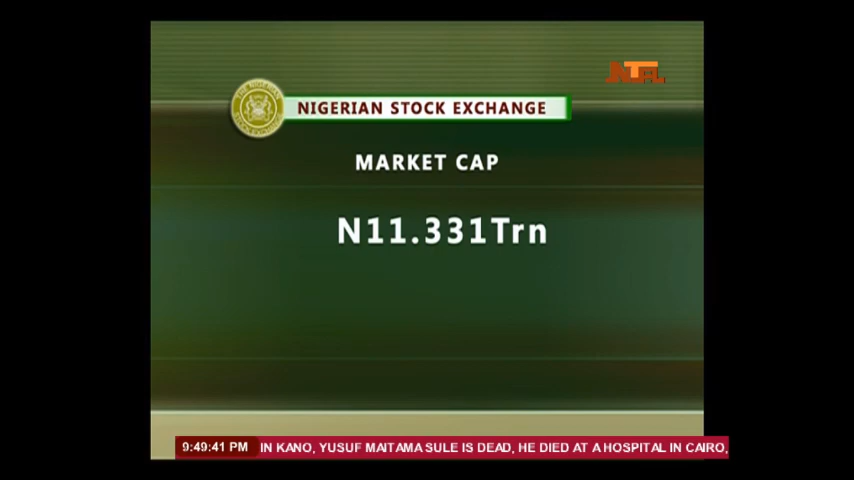 NTA
NIGERIAN STOCK EXCHANGE
MARKET CAP
N11.331Trn
9:49:41 PM IN KANO, YUSUF MAITAMA SULE IS DEAD, HE DIED AT A HOSPITAL IN CAIRO,